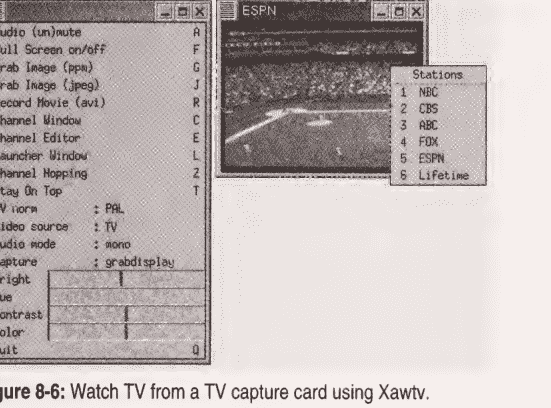 udio (un)mute A
ull Screen on/off F
rab Image (ppm) G
rab Image (jpeg) J
ecord Movie (avi) R
hannel Window C
hannel Editor E
auncher Window L
hannel Hopping Z
tay On Top T
V norm : PAL
ideo source : TV
udio mode : mono
apture : grabdisplay
right
ue
ontrast
olor
uit Q
ESPN
Stations
1 NBC
2 CBS
3 ABC
4 FOX
5 ESPN
6 Lifetime
gure 8-6: Watch TV from a TV capture card using Xawtv.